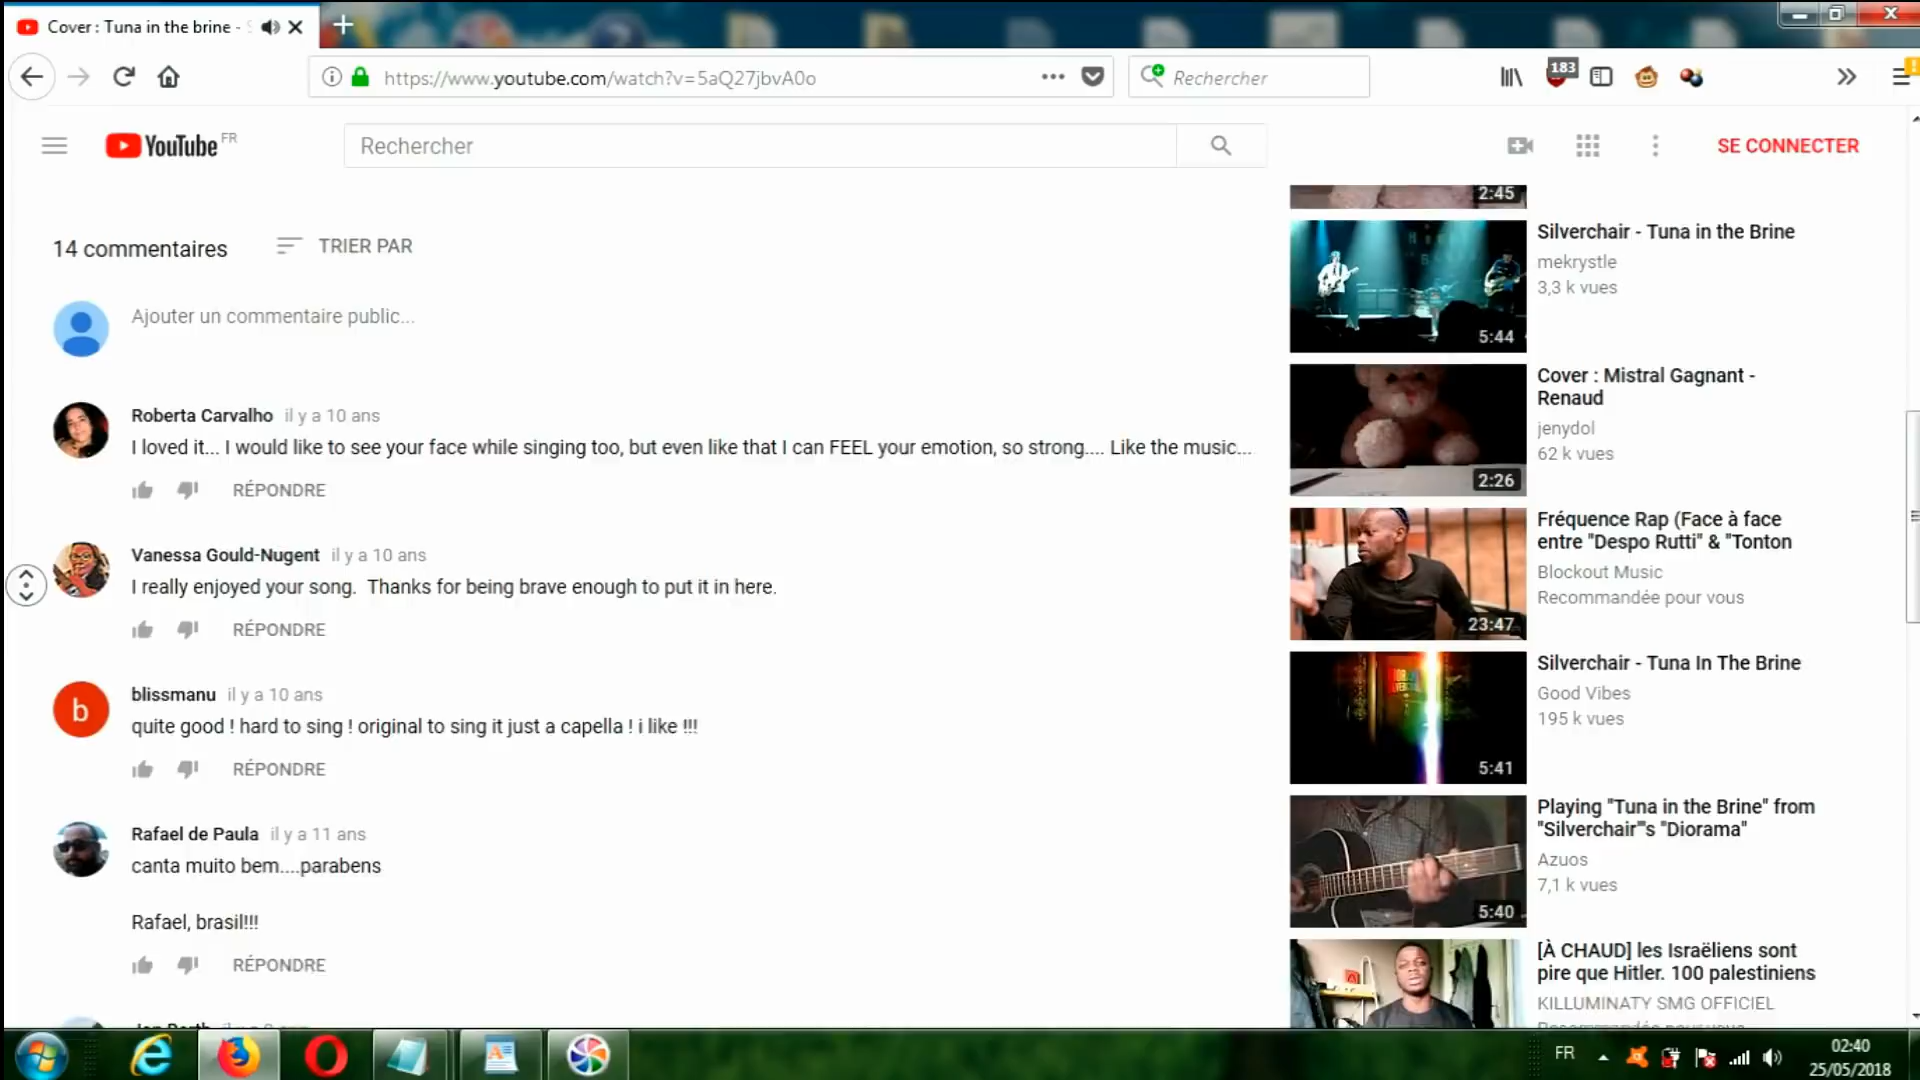 Cover : Tuna in the brine -
https://www.youtube.com/watch?v=5aQ27jbvA0o
Rechercher
183
YouTube FR
Rechercher
SE CONNECTER
14 commentaires
TRIER PAR
Ajouter un commentaire public...
Roberta Carvalho il y a 10 ans
I loved it... I would like to see your face while singing too, but even like that I can FEEL your emotion, so strong.... Like the music...
RÉPONDRE
Vanessa Gould-Nugent il y a 10 ans
I really enjoyed your song.  Thanks for being brave enough to put it in here.
RÉPONDRE
b
blissmanu il y a 10 ans
quite good ! hard to sing ! original to sing it just a capella ! i like !!!
RÉPONDRE
Rafael de Paula il y a 11 ans
canta muito bem....parabens
Rafael, brasil!!!
RÉPONDRE
2:45
Silverchair - Tuna in the Brine
mekrystle
3,3 k vues
5:44
Cover : Mistral Gagnant -
Renaud
jenydol
62 k vues
2:26
Fréquence Rap (Face à face
entre "Despo Rutti" & "Tonton
Blockout Music
Recommandée pour vous
23:47
Silverchair - Tuna In The Brine
Good Vibes
195 k vues
5:41
Playing "Tuna in the Brine" from
"Silverchair"'s "Diorama"
Azuos
7,1 k vues
5:40
[À CHAUD] les Israëliens sont
pire que Hitler. 100 palestiniens
KILLUMINATY SMG OFFICIEL
FR
02:40
25/05/2018